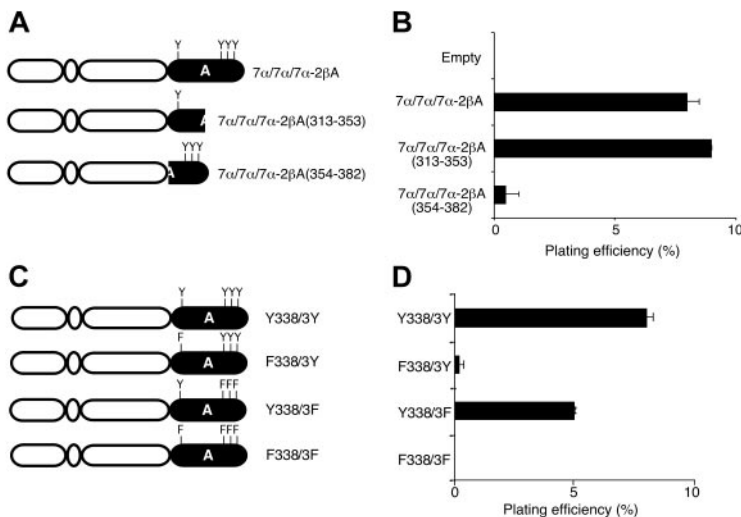 A
Y YYY
A 7α/7α/7α-2βA
Y
A 7α/7α/7α-2βA(313-353)
YYY
A 7α/7α/7α-2βA(354-382)
B
Empty
7α/7α/7α-2βA
7α/7α/7α-2βA
(313-353)
7α/7α/7α-2βA
(354-382)
0 5 10
Plating efficiency (%)
C
Y YYY
A Y338/3Y
F YYY
A F338/3Y
Y FFF
A Y338/3F
F FFF
A F338/3F
D
Y338/3Y
F338/3Y
Y338/3F
F338/3F
0 5 10
Plating efficiency (%)